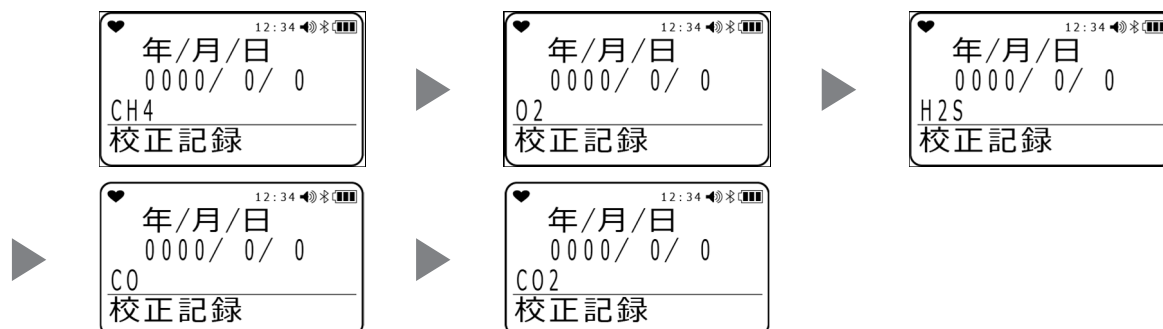 12:34
年/月/日
0000/ 0/ 0
CH4
校正記録
12:34
年/月/日
0000/ 0/ 0
O2
校正記録
12:34
年/月/日
0000/ 0/ 0
H2S
校正記録
12:34
年/月/日
0000/ 0/ 0
CO
校正記録
12:34
年/月/日
0000/ 0/ 0
CO2
校正記録